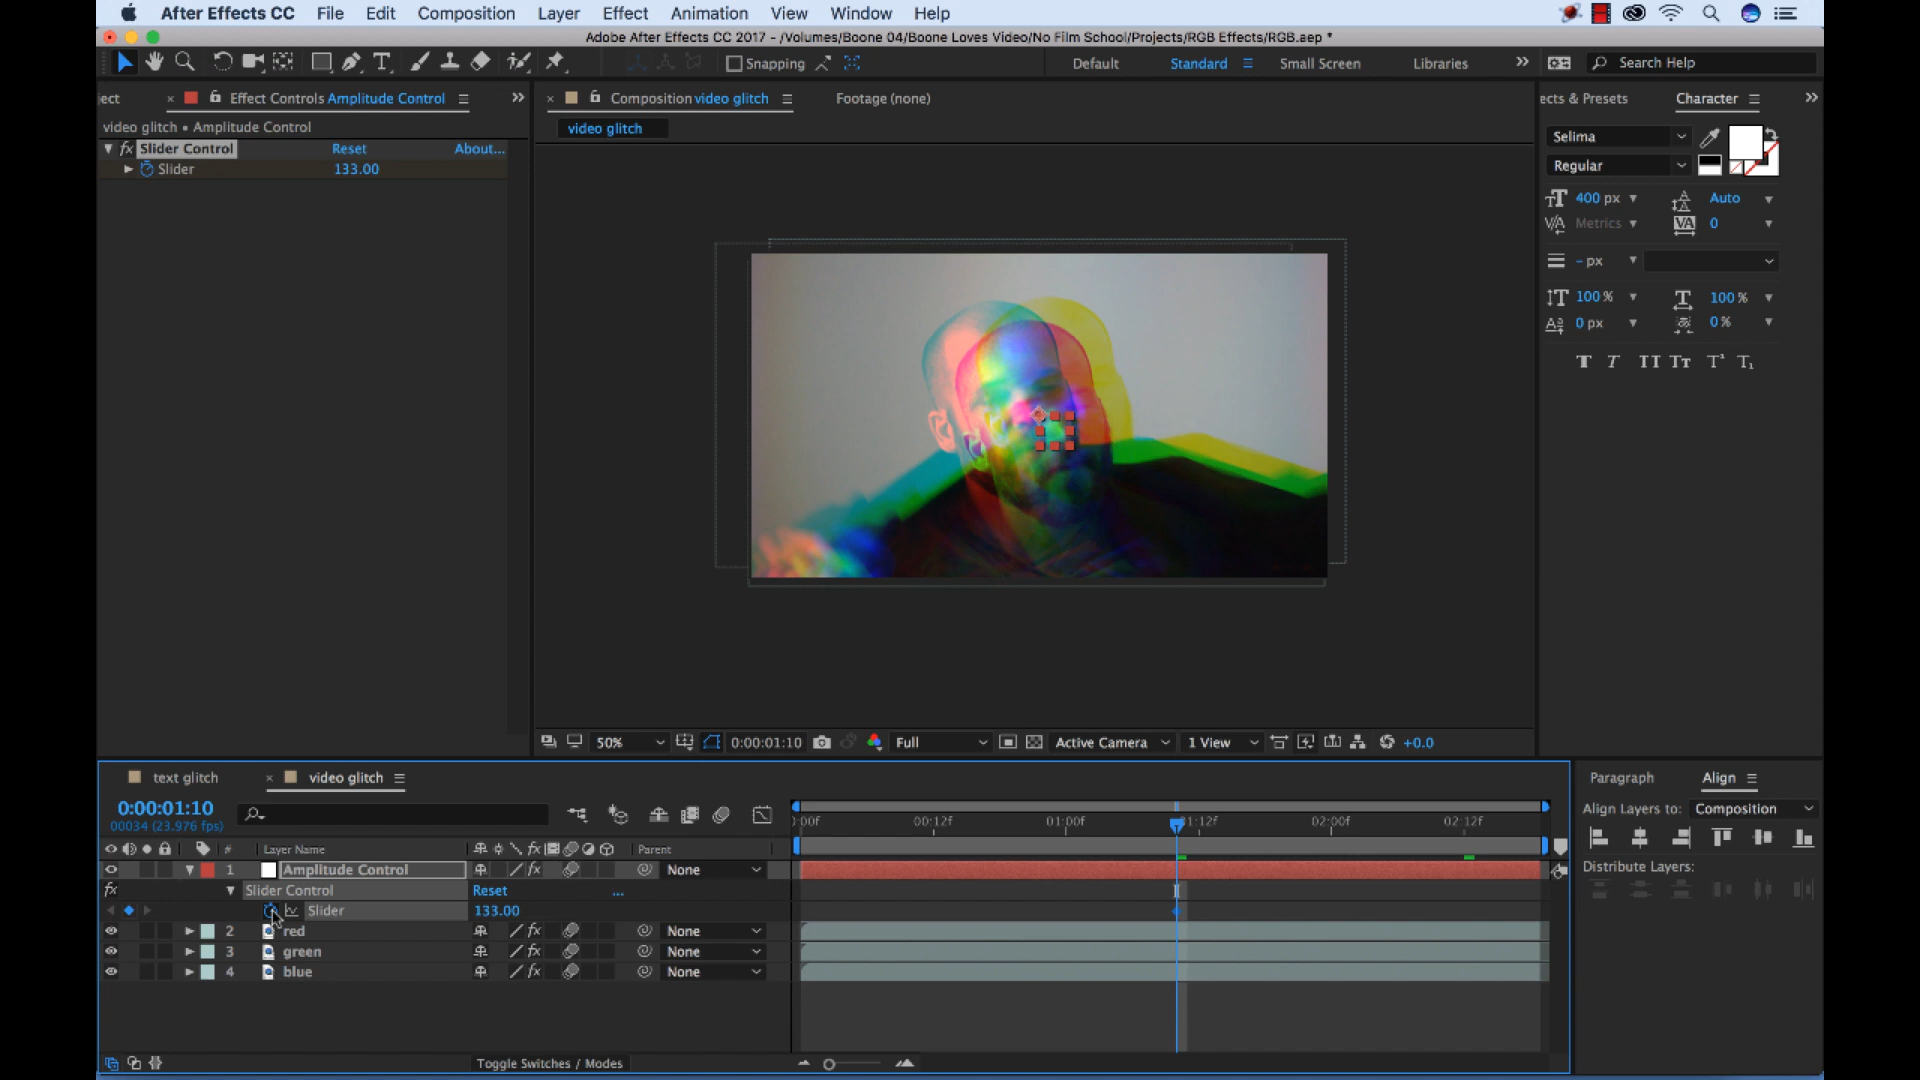 After Effects CC File Edit Composition Layer Effect Animation View Window Help
Adobe After Effects CC 2017 - /Volumes/Boone 04/Boone Loves Video/No Film School/Projects/RGB Effects/RGB.aep *
Snapping Default Standard Small Screen Libraries Search Help
ject Effect Controls Amplitude Control Composition video glitch Footage (none) ects & Presets Character
video glitch • Amplitude Control video glitch
Slider Control Reset About...
Slider 133.00
Selima
Regular
400 px Auto
Metrics 0
- px
100 % 100 %
0 px 0 %
50% 0:00:01:10 Full Active Camera 1 View +0.0
text glitch video glitch Paragraph Align
0:00:01:10
00034 (23.976 fps)
Align Layers to: Composition
:00f 00:12f 01:00f 01:12f 02:00f 02:12f
# Layer Name Parent
Distribute Layers:
1 Amplitude Control None
Slider Control Reset ...
Slider 133.00
2 red None
3 green None
4 blue None
Toggle Switches / Modes